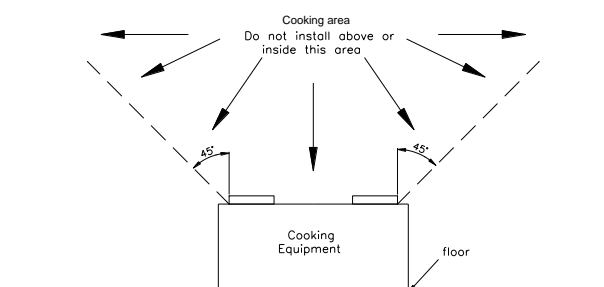 Cooking area
Do not install above or
inside this area
45°
45°
Cooking
Equipment
floor